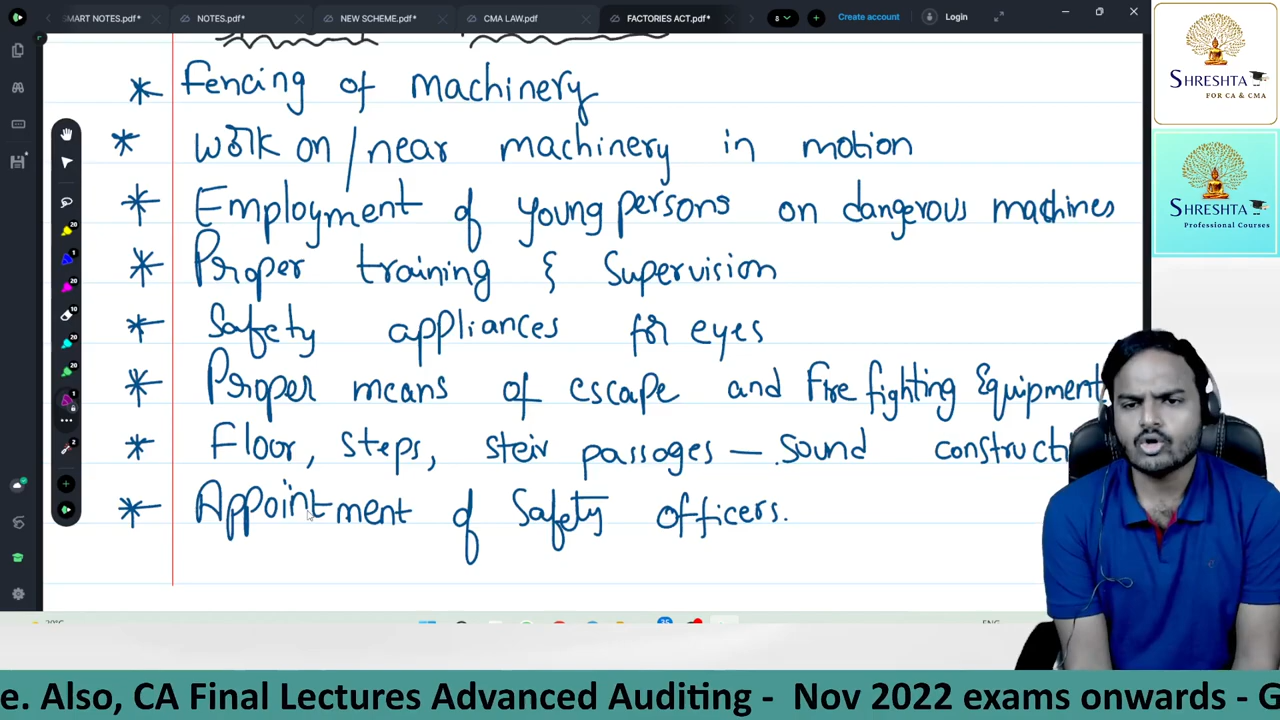 SMART NOTES.pdf*
NOTES.pdf*
NEW SCHEME.pdf*
CMA LAW.pdf
FACTORIES ACT.pdf*
8
Create account
Login
* Fencing of machinery
* Work on / near machinery in motion
* Employment of young persons on dangerous machines
* Proper training & Supervision
* Safety appliances for eyes
* Proper means of escape and Fire fighting Equipment
* Floor, steps, steir passages — sound constructi
* Appointment of Safety officers.
SHRESHTA
FOR CA & CMA
SHRESHTA
Professional Courses
ENG
e. Also, CA Final Lectures Advanced Auditing - Nov 2022 exams onwards - G